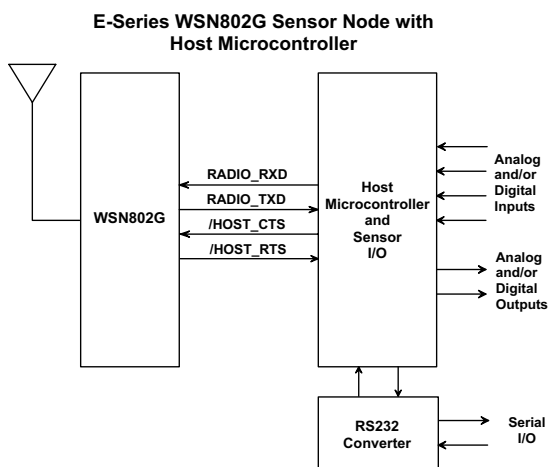 E-Series WSN802G Sensor Node with
Host Microcontroller
WSN802G
RADIO_RXD
RADIO_TXD
/HOST_CTS
/HOST_RTS
Host
Microcontroller
and
Sensor
I/O
Analog
and/or
Digital
Inputs
Analog
and/or
Digital
Outputs
RS232
Converter
Serial
I/O